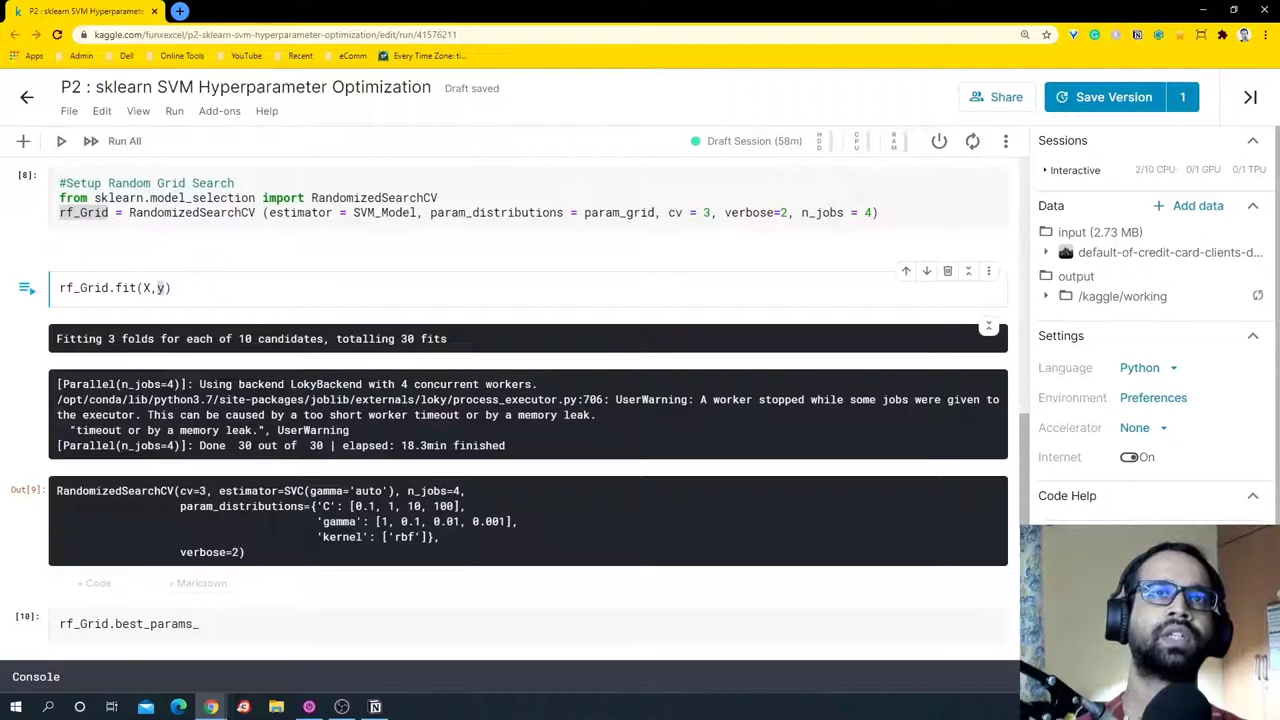 P2 : sklearn SVM Hyperparameter
kaggle.com/funxexcel/p2-sklearn-svm-hyperparameter-optimization/edit/run/41576211
Apps Admin Dell Online Tools YouTube Recent eComm Every Time Zone: ti...
P2 : sklearn SVM Hyperparameter Optimization Draft saved
Share Save Version 1
File Edit View Run Add-ons Help
Run All Draft Session (58m) HDD CPU RAM
Sessions
Interactive 2/10 CPU 0/1 GPU 0/1 TPU
Data + Add data
input (2.73 MB)
default-of-credit-card-clients-d...
output
/kaggle/working
Settings
Language Python
Environment Preferences
Accelerator None
Internet On
Code Help
[8]:
#Setup Random Grid Search
from sklearn.model_selection import RandomizedSearchCV
rf_Grid = RandomizedSearchCV (estimator = SVM_Model, param_distributions = param_grid, cv = 3, verbose=2, n_jobs = 4)
rf_Grid.fit(X,y)
Fitting 3 folds for each of 10 candidates, totalling 30 fits
[Parallel(n_jobs=4)]: Using backend LokyBackend with 4 concurrent workers.
/opt/conda/lib/python3.7/site-packages/joblib/externals/loky/process_executor.py:706: UserWarning: A worker stopped while some jobs were given to
the executor. This can be caused by a too short worker timeout or by a memory leak.
"timeout or by a memory leak.", UserWarning
[Parallel(n_jobs=4)]: Done 30 out of 30 | elapsed: 18.3min finished
Out[9]:
RandomizedSearchCV(cv=3, estimator=SVC(gamma='auto'), n_jobs=4,
param_distributions={'C': [0.1, 1, 10, 100],
'gamma': [1, 0.1, 0.01, 0.001],
'kernel': ['rbf']},
verbose=2)
+ Code + Markdown
[10]:
rf_Grid.best_params_
Console